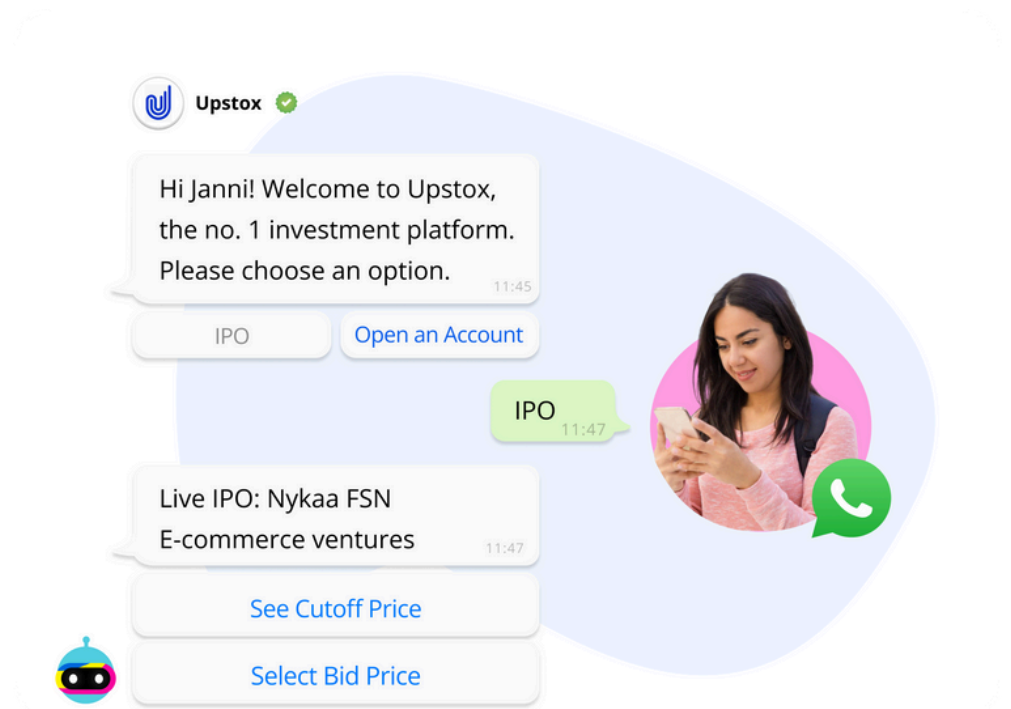 Upstox
Hi Janni! Welcome to Upstox,
the no. 1 investment platform.
Please choose an option.
11:45
IPO
Open an Account
IPO
11:47
Live IPO: Nykaa FSN
E-commerce ventures
11:47
See Cutoff Price
Select Bid Price